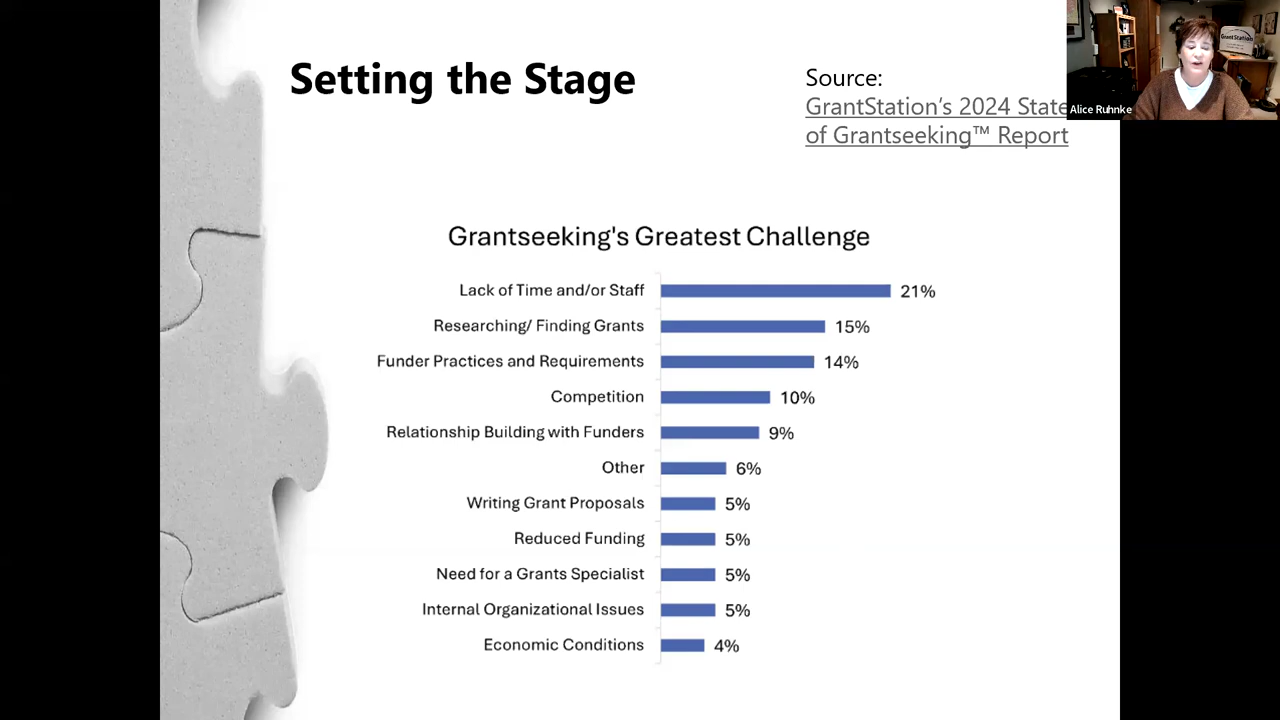 Setting the Stage
Source:
GrantStation's 2024 State
of Grantseeking™ Report
GrantStation
Alice Ruhnke
Grantseeking's Greatest Challenge
Lack of Time and/or Staff 21%
Researching/ Finding Grants 15%
Funder Practices and Requirements 14%
Competition 10%
Relationship Building with Funders 9%
Other 6%
Writing Grant Proposals 5%
Reduced Funding 5%
Need for a Grants Specialist 5%
Internal Organizational Issues 5%
Economic Conditions 4%